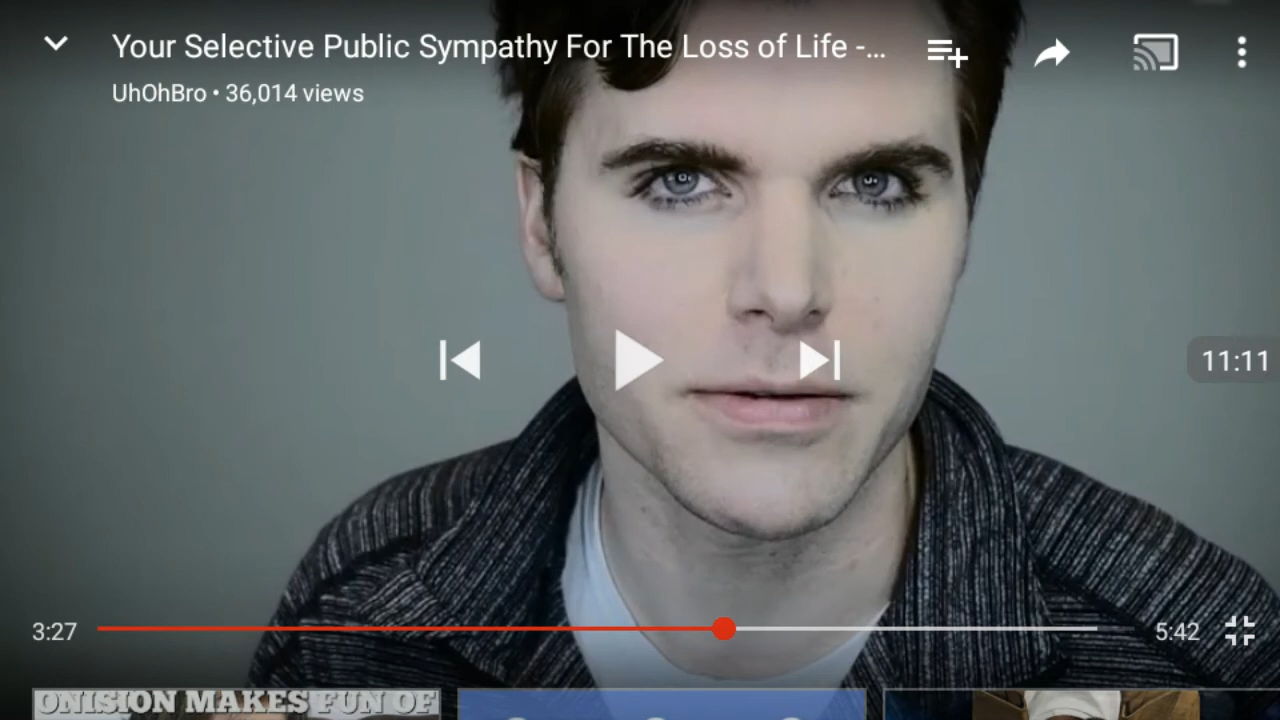 Your Selective Public Sympathy For The Loss of Life -...
UhOhBro • 36,014 views
11:11
3:27
5:42
ONISION MAKES FUN OF